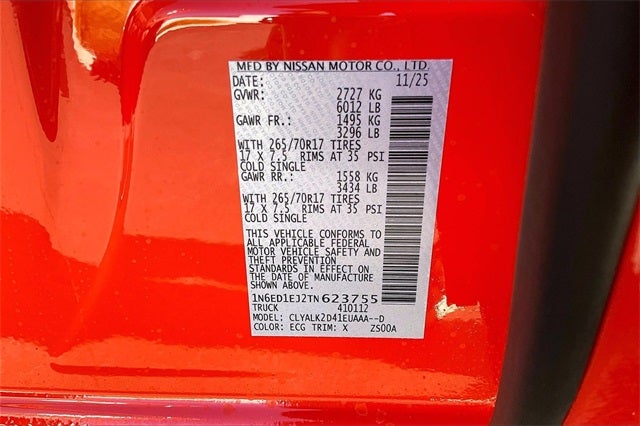 MFD BY NISSAN MOTOR CO., LTD.
DATE: 11/25
GVWR: 2727 KG
6012 LB
GAWR FR.: 1495 KG
3296 LB
WITH 265/70R17 TIRES
17 X 7.5 RIMS AT 35 PSI
COLD SINGLE
GAWR RR.: 1558 KG
3434 LB
WITH 265/70R17 TIRES
17 X 7.5 RIMS AT 35 PSI
COLD SINGLE
THIS VEHICLE CONFORMS TO
ALL APPLICABLE FEDERAL
MOTOR VEHICLE SAFETY AND
THEFT PREVENTION
STANDARDS IN EFFECT ON
THE DATE OF MANUFACTURE
SHOWN ABOVE.
1N6ED1EJ2TN623755
TRUCK 410112
MODEL: CLYALK2D41EUAAA--D
COLOR: ECG TRIM: X ZS00A